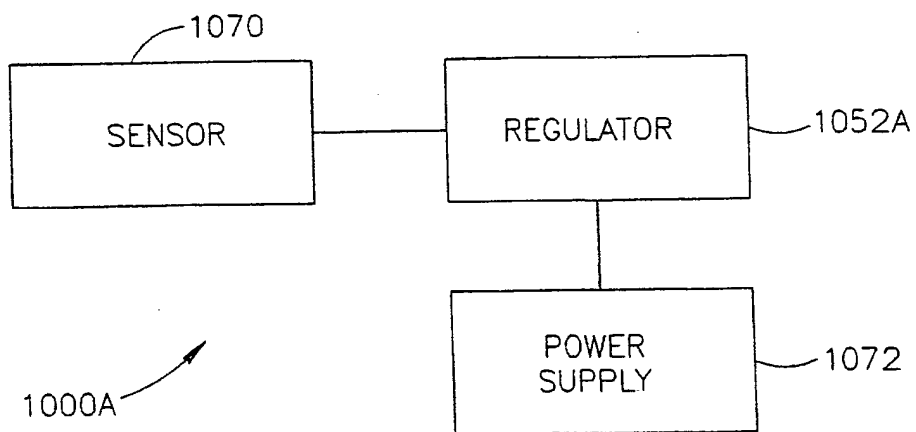 1070
SENSOR
REGULATOR
1052A
POWER
SUPPLY
1072
1000A